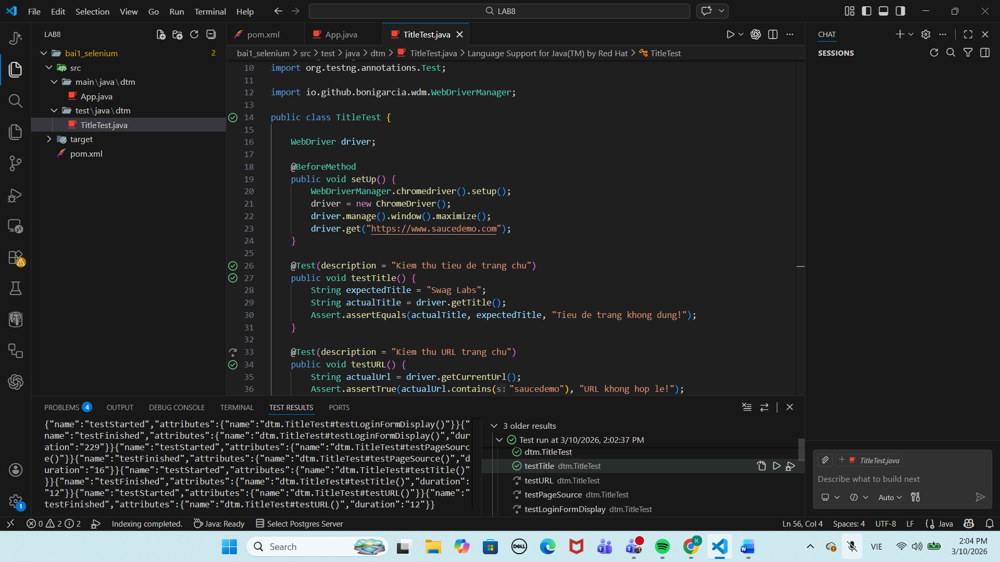 File Edit Selection View Go Run Terminal Help
LAB8
LAB8
bai1_selenium 2
src
main\java\dtm
App.java
test\java\dtm
TitleTest.java
target
pom.xml
pom.xml
App.java
TitleTest.java
bai1_selenium > src > test > java > dtm > TitleTest.java > Language Support for Java(TM) by Red Hat > TitleTest
10 import org.testng.annotations.Test;
11
12 import io.github.bonigarcia.wdm.WebDriverManager;
13
14 public class TitleTest {
15
16 WebDriver driver;
17
18 @BeforeMethod
19 public void setUp() {
20 WebDriverManager.chromedriver().setup();
21 driver = new ChromeDriver();
22 driver.manage().window().maximize();
23 driver.get("https://www.saucedemo.com");
24 }
25
26 @Test(description = "Kiem thu tieu de trang chu")
27 public void testTitle() {
28 String expectedTitle = "Swag Labs";
29 String actualTitle = driver.getTitle();
30 Assert.assertEquals(actualTitle, expectedTitle, "Tieu de trang khong dung!");
31 }
32
33 @Test(description = "Kiem thu URL trang chu")
34 public void testURL() {
35 String actualUrl = driver.getCurrentUrl();
36 Assert.assertTrue(actualUrl.contains(s: "saucedemo"), "URL khong hop le!");
PROBLEMS 4 OUTPUT DEBUG CONSOLE TERMINAL TEST RESULTS PORTS
{"name":"testStarted","attributes":{"name":"dtm.TitleTest#testLoginFormDisplay()"}}{"
name":"testFinished","attributes":{"name":"dtm.TitleTest#testLoginFormDisplay()","dur
ation":"229"}}{"name":"testStarted","attributes":{"name":"dtm.TitleTest#testPageSourc
e()"}}{"name":"testFinished","attributes":{"name":"dtm.TitleTest#testPageSource()","d
uration":"16"}}{"name":"testStarted","attributes":{"name":"dtm.TitleTest#testTitle()"
}}{"name":"testFinished","attributes":{"name":"dtm.TitleTest#testTitle()","duration":
"12"}}{"name":"testStarted","attributes":{"name":"dtm.TitleTest#testURL()"}}{"name":"
testFinished","attributes":{"name":"dtm.TitleTest#testURL()","duration":"12"}}
3 older results
Test run at 3/10/2026, 2:02:37 PM
dtm.TitleTest
testTitle dtm.TitleTest
testURL dtm.TitleTest
testPageSource dtm.TitleTest
testLoginFormDisplay dtm.TitleTest
CHAT
SESSIONS
TitleTest.java
Describe what to build next
Auto
1
0 2 2 Indexing completed. Java: Ready Select Postgres Server
Ln 56, Col 4 Spaces: 4 UTF-8 LF Java
Search
DELL
K
VIE
2:04 PM
3/10/2026